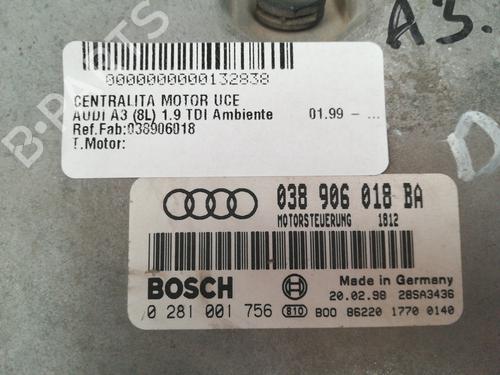 A3.
0000000000132838
CENTRALITA MOTOR UCE
AUDI A3 (8L) 1.9 TDI Ambiente 01.99 - ...
Ref.Fab:038906018
T.Motor:
B-PARTS
038 906 018 BA
MOTORSTEUERUNG 1812
BOSCH
Made in Germany
20.02.98 28SA3436
0 281 001 756 B10 B00 86220 1770 0140